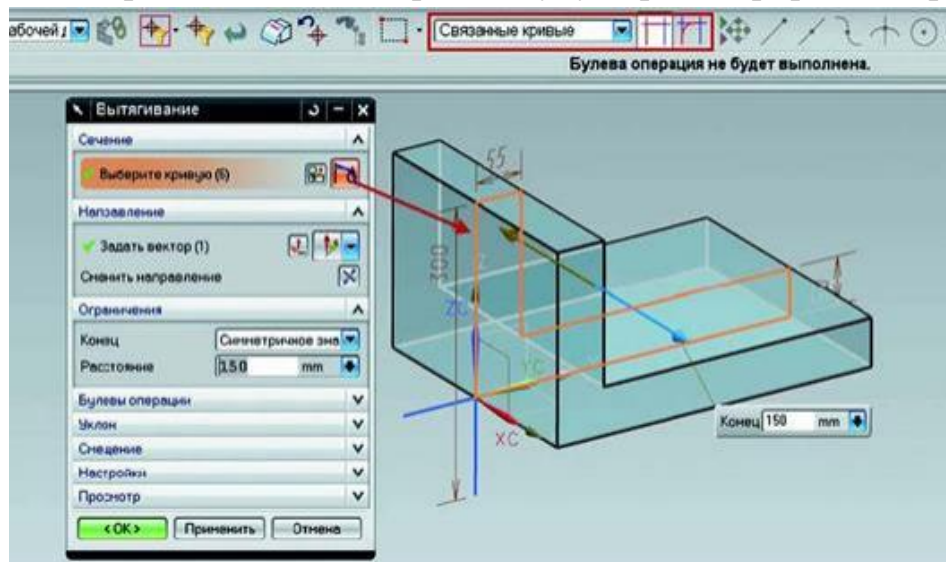 абочей
Связанные кривые
Булева операция не будет выполнена.
Вытягивание
Сечение
Выберите кривую (6)
Направление
Задать вектор (1)
Сменить направление
Ограничения
Конец Симметричное зна
Расстояние 150 mm
Булевы операции
Уклон
Смещение
Настройки
Просмотр
<OK> Применить Отмена
55
300
ZC
YC
XC
Конец 150 mm